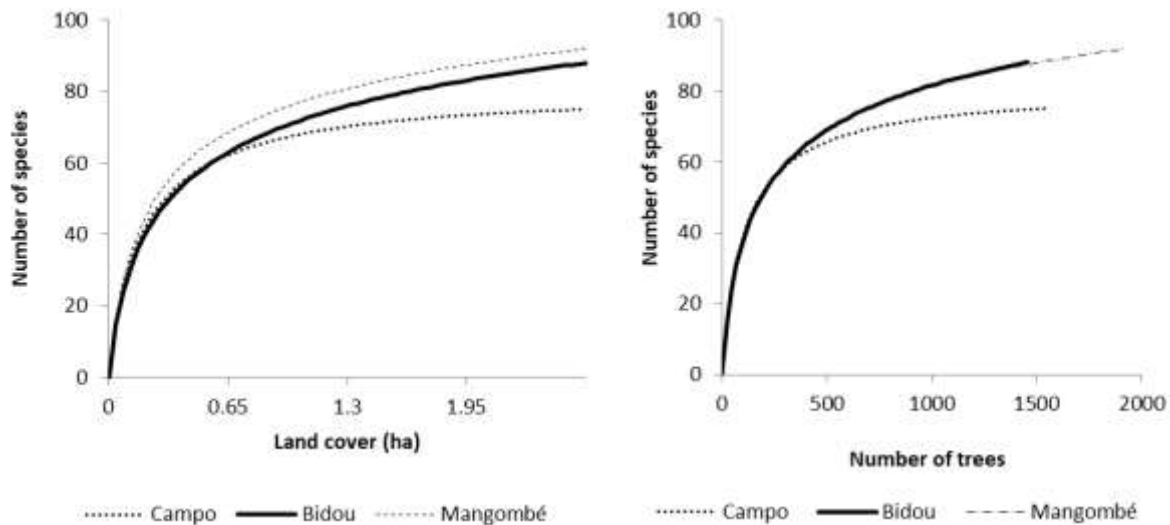 100
80
60
40
20
0
Number of species
0 0.65 1.3 1.95
Land cover (ha)
Campo Bidou Mangombé
100
80
60
40
20
0
Number of species
0 500 1000 1500 2000
Number of trees
Campo Bidou Mangombé